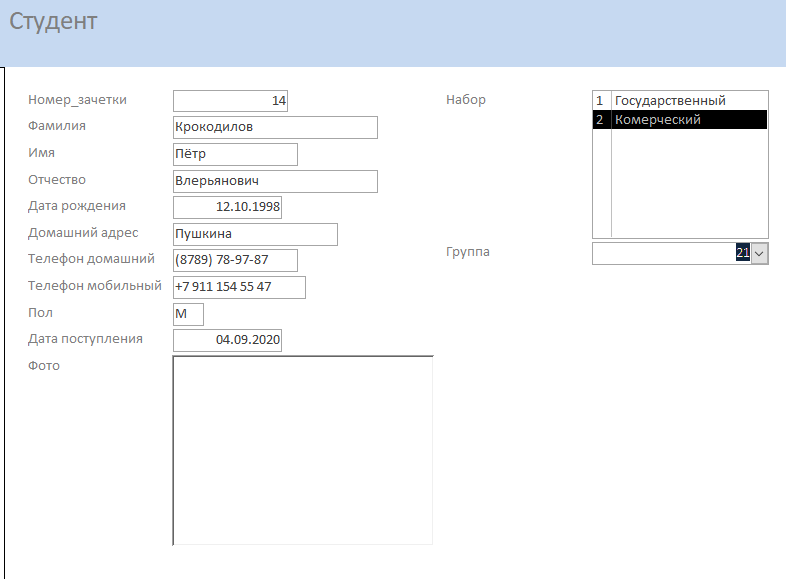 Студент
Номер_зачетки 14
Фамилия Крокодилов
Имя Пётр
Отчество Влерьянович
Дата рождения 12.10.1998
Домашний адрес Пушкина
Телефон домашний (8789) 78-97-87
Телефон мобильный +7 911 154 55 47
Пол М
Дата поступления 04.09.2020
Фото
Набор 1 Государственный
2 Комерческий
Группа 21